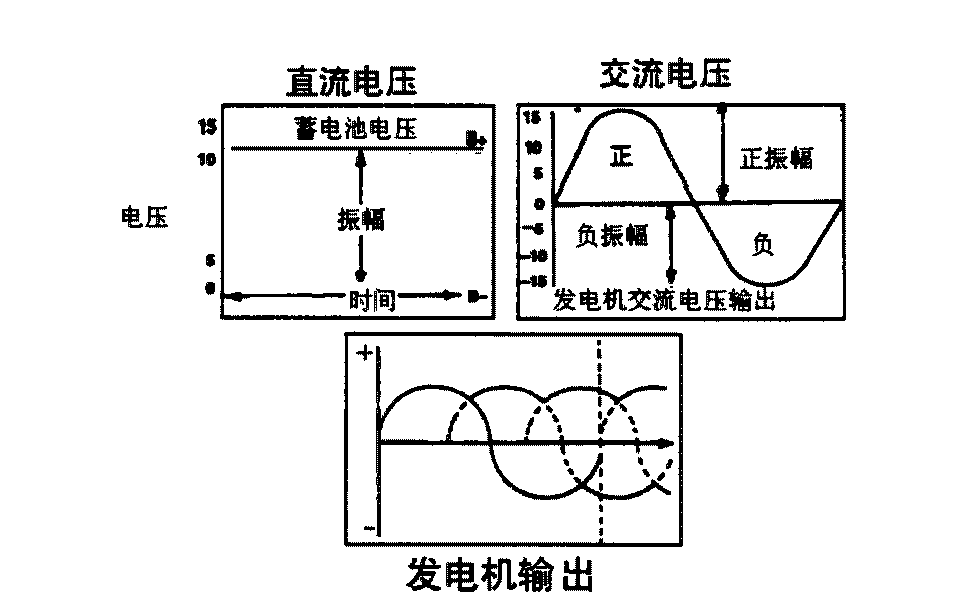 直流电压
交流电压
15
10
5
0
电压
蓄电池电压
B+
振幅
时间
B-
15
10
5
0
-5
-10
-15
正
正振幅
负振幅
负
发电机交流电压输出
+
-
发电机输出